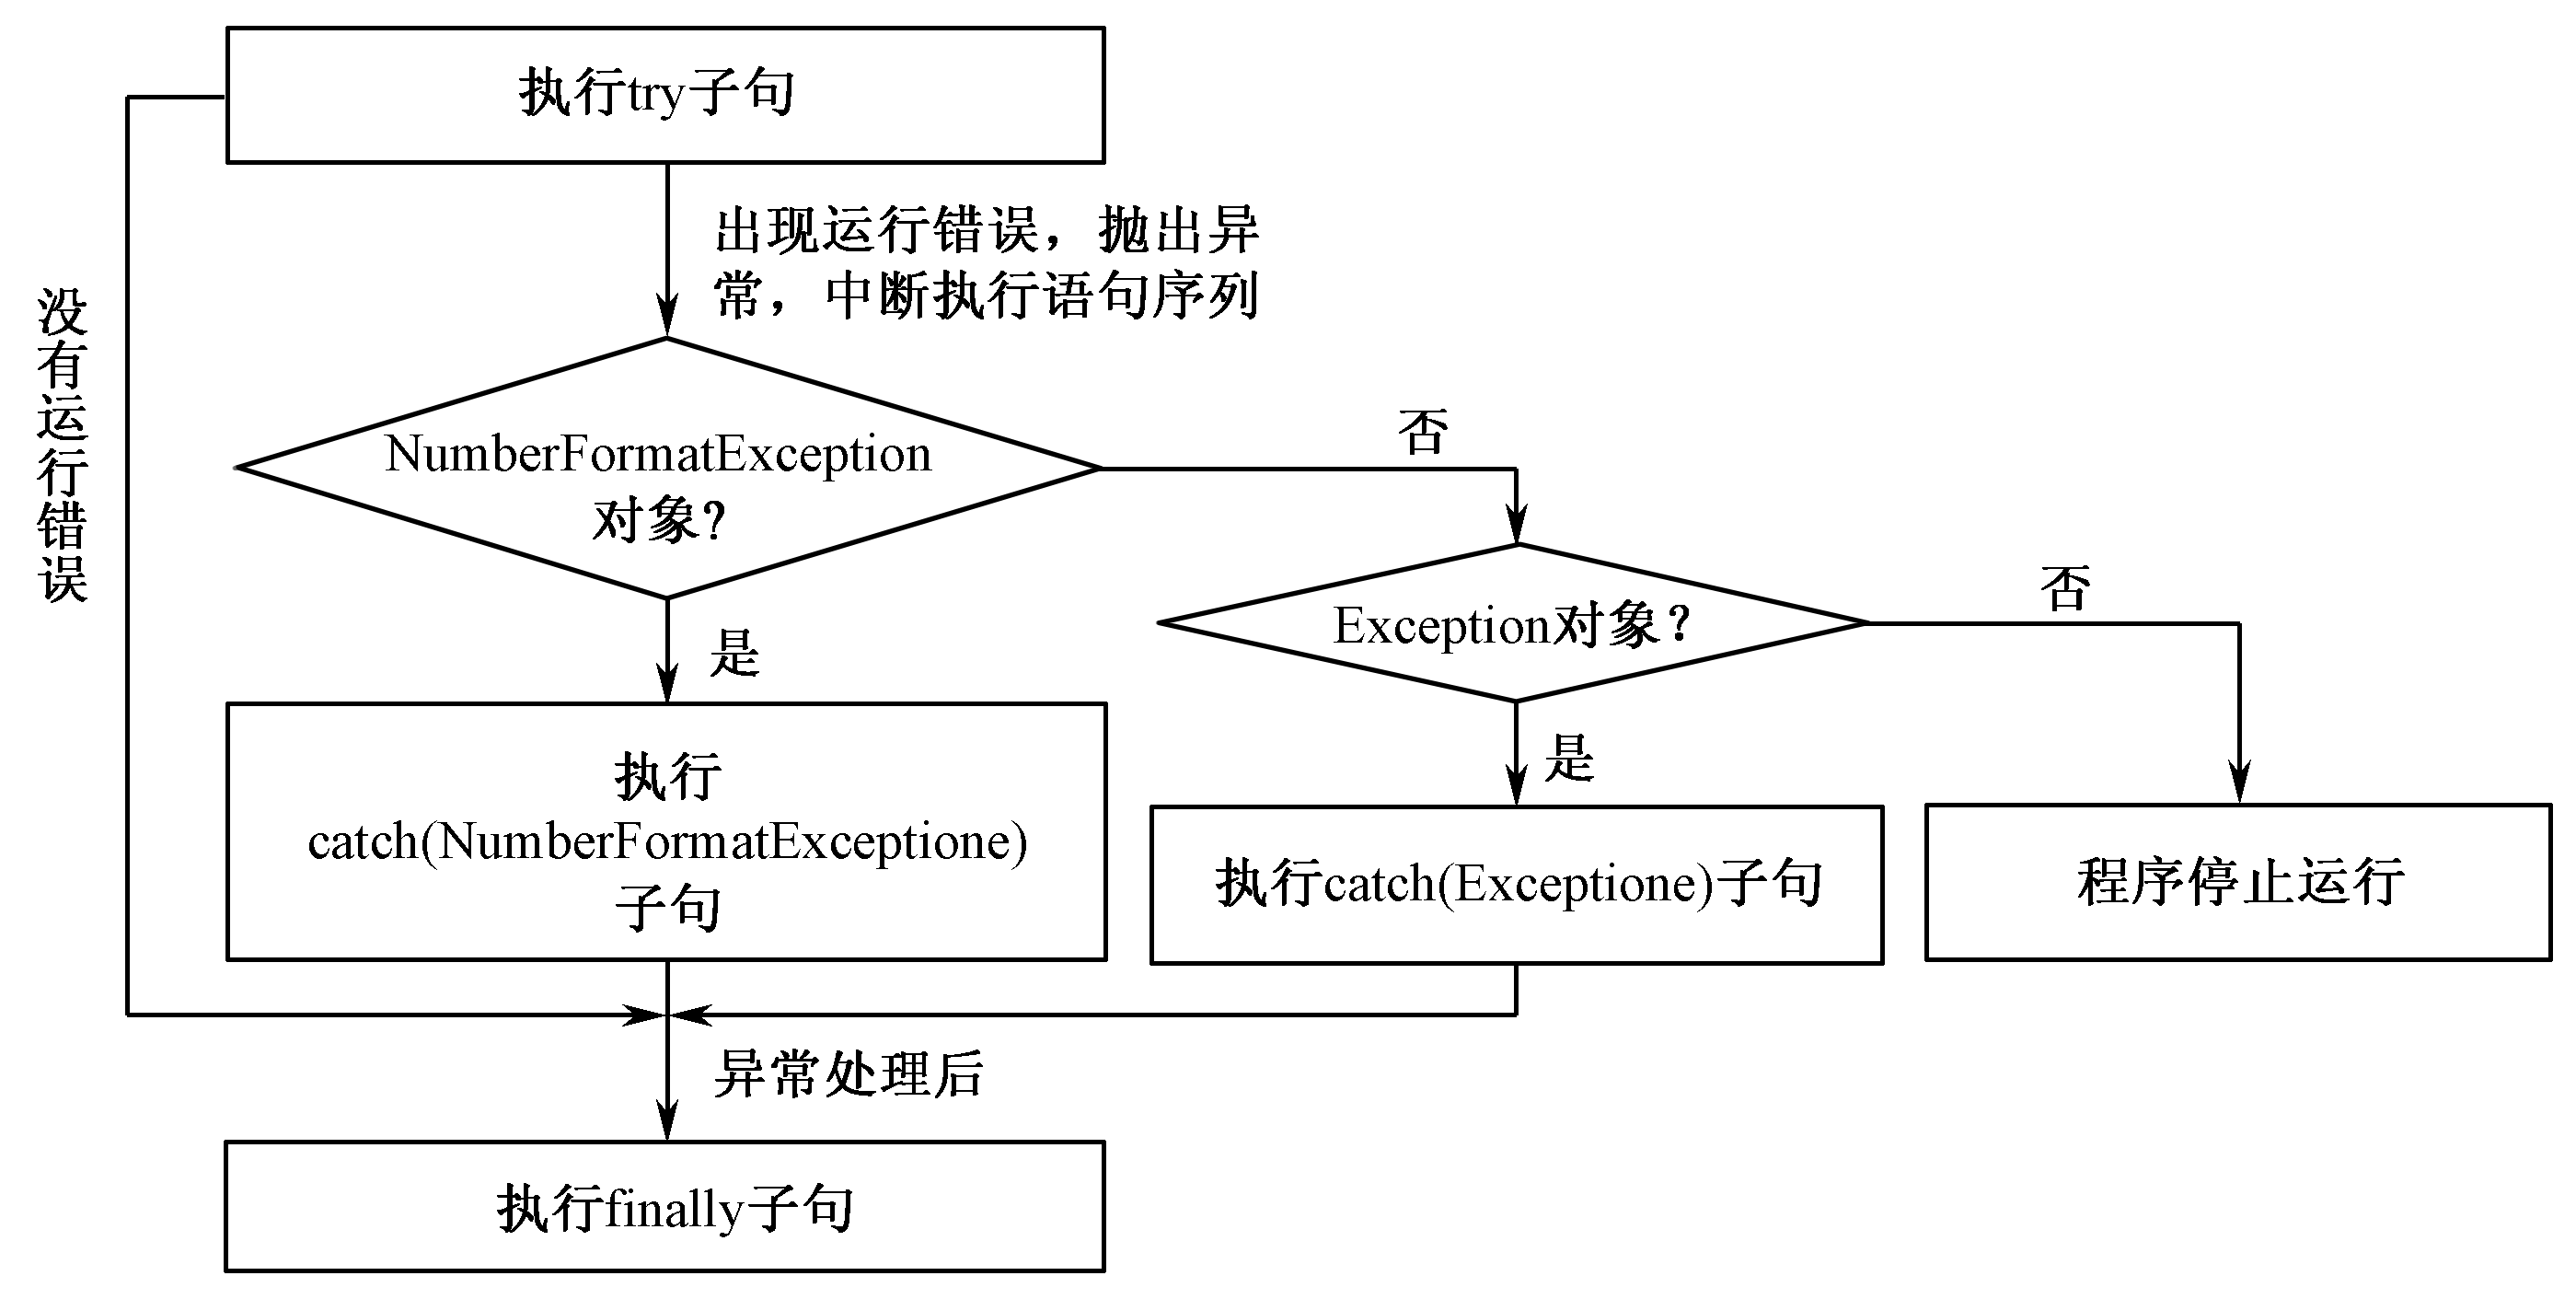 执行try子句
出现运行错误，抛出异
常，中断执行语句序列
没有运行错误
NumberFormatException
对象?
否
Exception对象？
否
是
是
执行
catch(NumberFormatExceptione)
子句
执行catch(Exceptione)子句
程序停止运行
异常处理后
执行finally子句